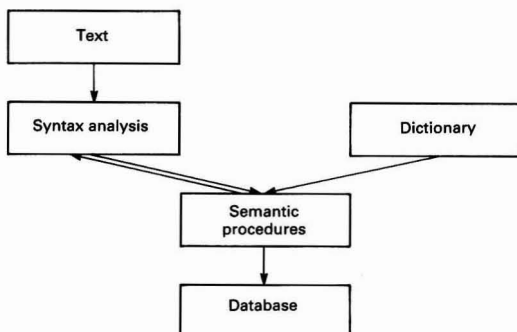 Text
Syntax analysis
Dictionary
Semantic
procedures
Database